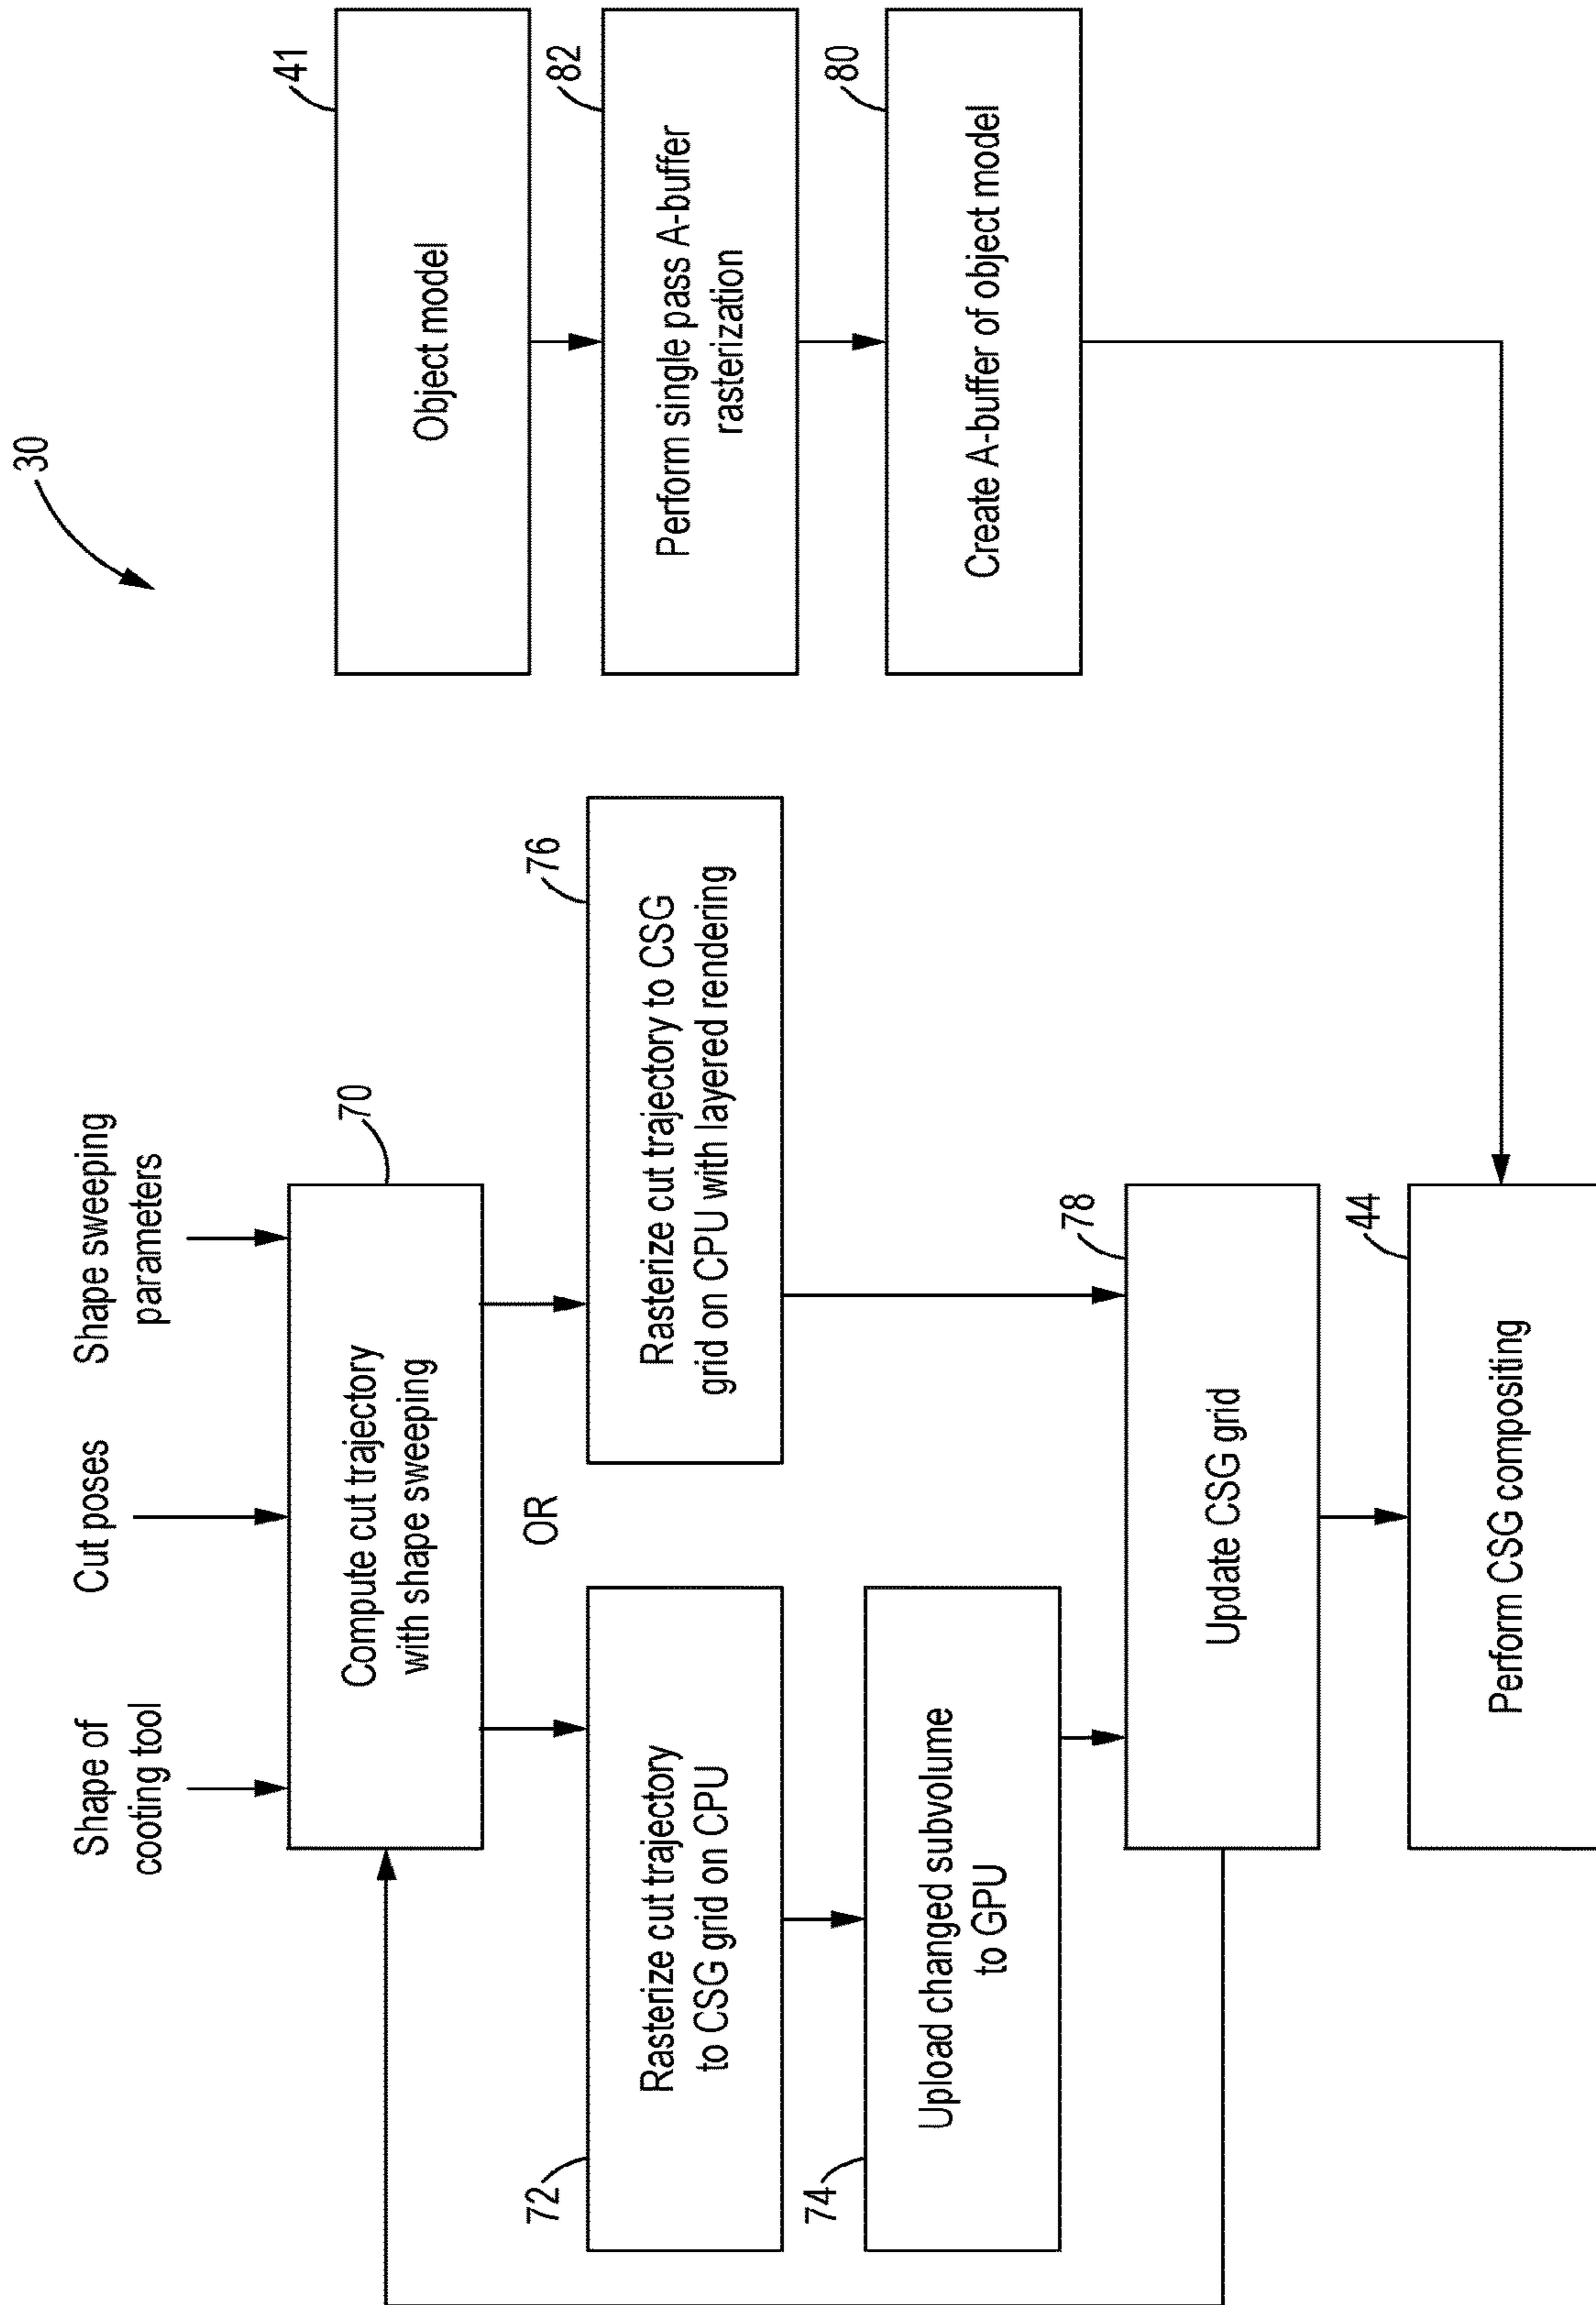 30
Shape of
cooting tool
Cut poses
Shape sweeping
parameters
70
Compute cut trajectory
with shape sweeping
OR
72
Rasterize cut trajectory
to CSG grid on CPU
74
Upload changed subvolume
to GPU
76
Rasterize cut trajectory to CSG
grid on CPU with layered rendering
78
Update CSG grid
44
Perform CSG compositing
41
Object model
82
Perform single pass A-buffer
rasterization
80
Create A-buffer of object model